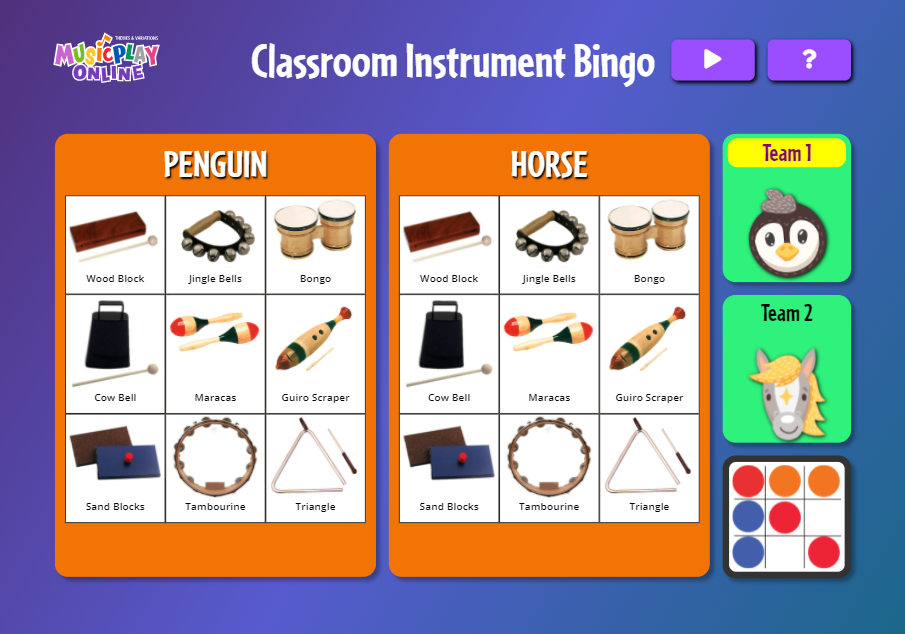 THEMES & VARIATIONS
MUSICPLAY
ONLINE
Classroom Instrument Bingo
?
PENGUIN
Wood Block
Jingle Bells
Bongo
Cow Bell
Maracas
Guiro Scraper
Sand Blocks
Tambourine
Triangle
HORSE
Wood Block
Jingle Bells
Bongo
Cow Bell
Maracas
Guiro Scraper
Sand Blocks
Tambourine
Triangle
Team 1
Team 2